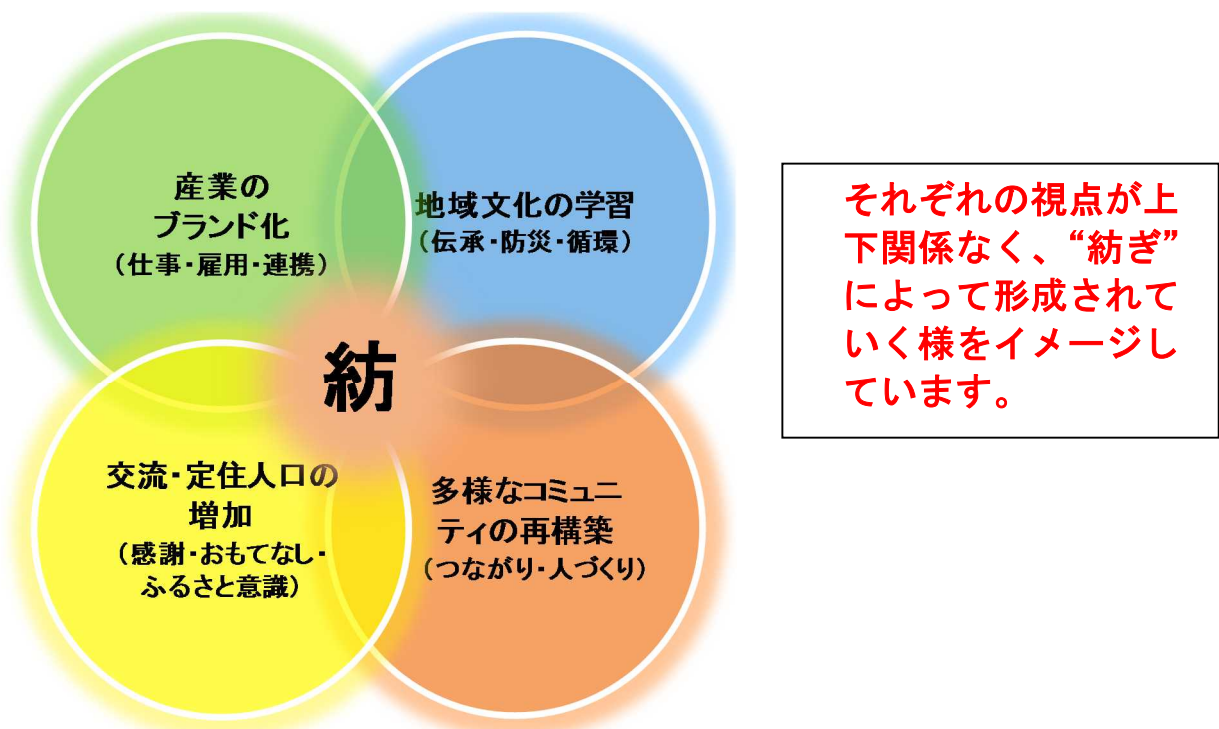 産業の
ブランド化
(仕事・雇用・連携)
地域文化の学習
(伝承・防災・循環)
紡
交流・定住人口の
増加
(感謝・おもてなし・
ふるさと意識)
多様なコミュニ
ティの再構築
(つながり・人づくり)
それぞれの視点が上
下関係なく、“紡ぎ”
によって形成されて
いく様をイメージし
ています。